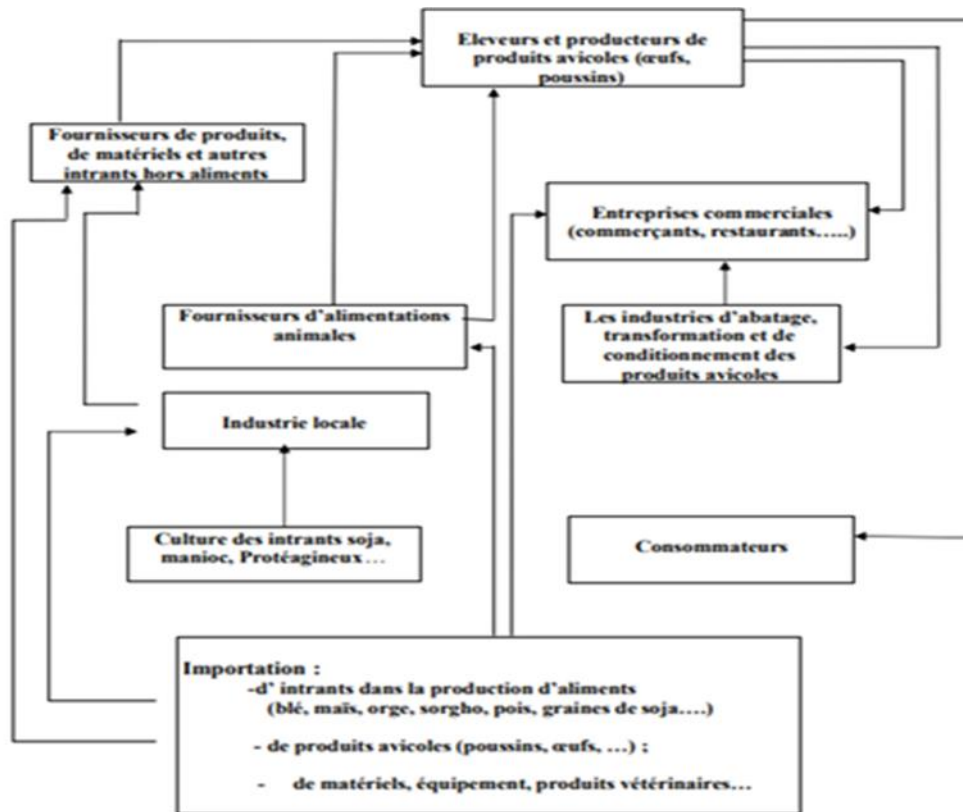 Eleveurs et producteurs de
produits avicoles (œufs,
poussins)
Fournisseurs de produits,
de matériels et autres
intrants hors aliments
Entreprises commerciales
(commerçants, restaurants…..)
Fournisseurs d’alimentations
animales
Les industries d’abatage,
transformation et de
conditionnement des
produits avicoles
Industrie locale
Culture des intrants soja,
manioc, Protéagineux…
Consommateurs
Importation :
-d’ intrants dans la production d’aliments
(blé, maïs, orge, sorgho, pois, graines de soja….)
- de produits avicoles (poussins, œufs, …) ;
- de matériels, équipement, produits vétérinaires…